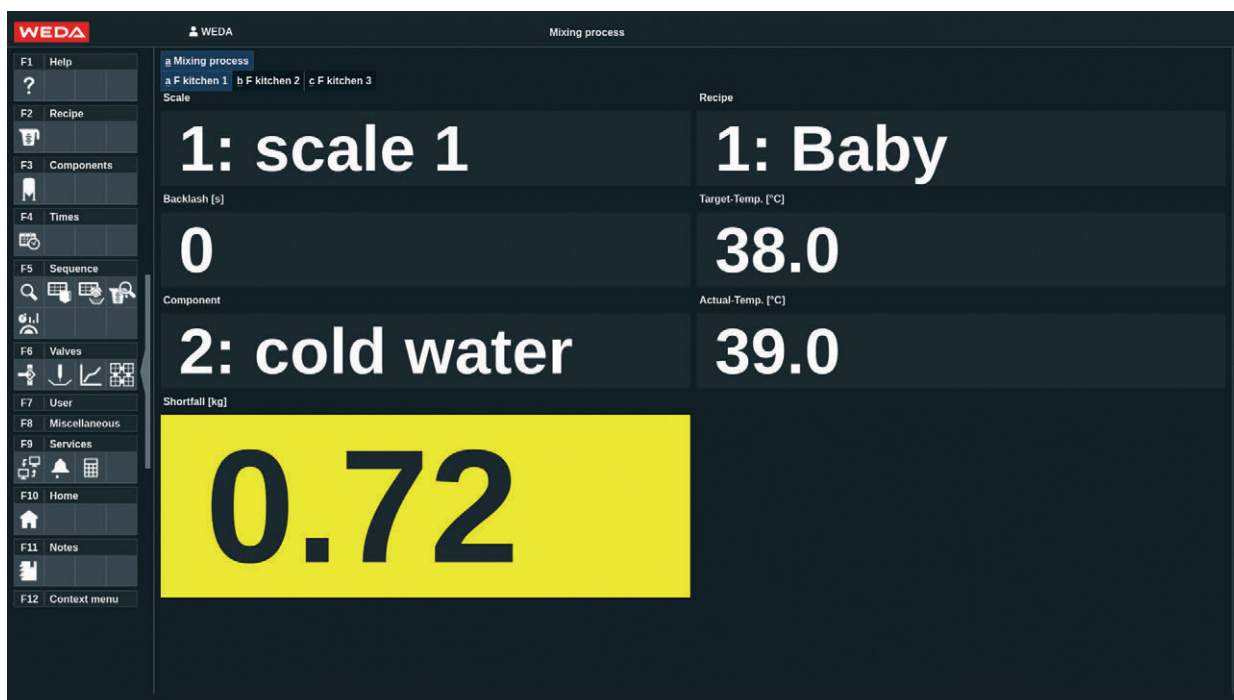 WEDA
WEDA
Mixing process
F1 Help
F2 Recipe
F3 Components
F4 Times
F5 Sequence
F6 Valves
F7 User
F8 Miscellaneous
F9 Services
F10 Home
F11 Notes
F12 Context menu
a Mixing process
a F kitchen 1 b F kitchen 2 c F kitchen 3
Scale
1: scale 1
Recipe
1: Baby
Backlash [s]
0
Target-Temp. [°C]
38.0
Component
2: cold water
Actual-Temp. [°C]
39.0
Shortfall [kg]
0.72